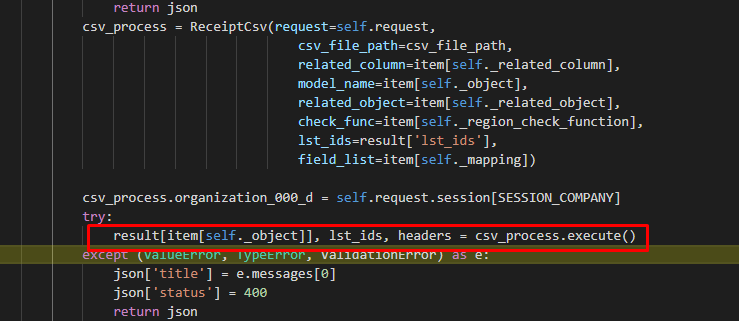 return json
csv_process = ReceiptCsv(request=self.request,
csv_file_path=csv_file_path,
related_column=item[self._related_column],
model_name=item[self._object],
related_object=item[self._related_object],
check_func=item[self._region_check_function],
lst_ids=result['lst_ids'],
field_list=item[self._mapping])
csv_process.organization_000_d = self.request.session[SESSION_COMPANY]
try:
result[item[self._object]], lst_ids, headers = csv_process.execute()
except (ValueError, TypeError, ValidationError) as e:
json['title'] = e.messages[0]
json['status'] = 400
return json